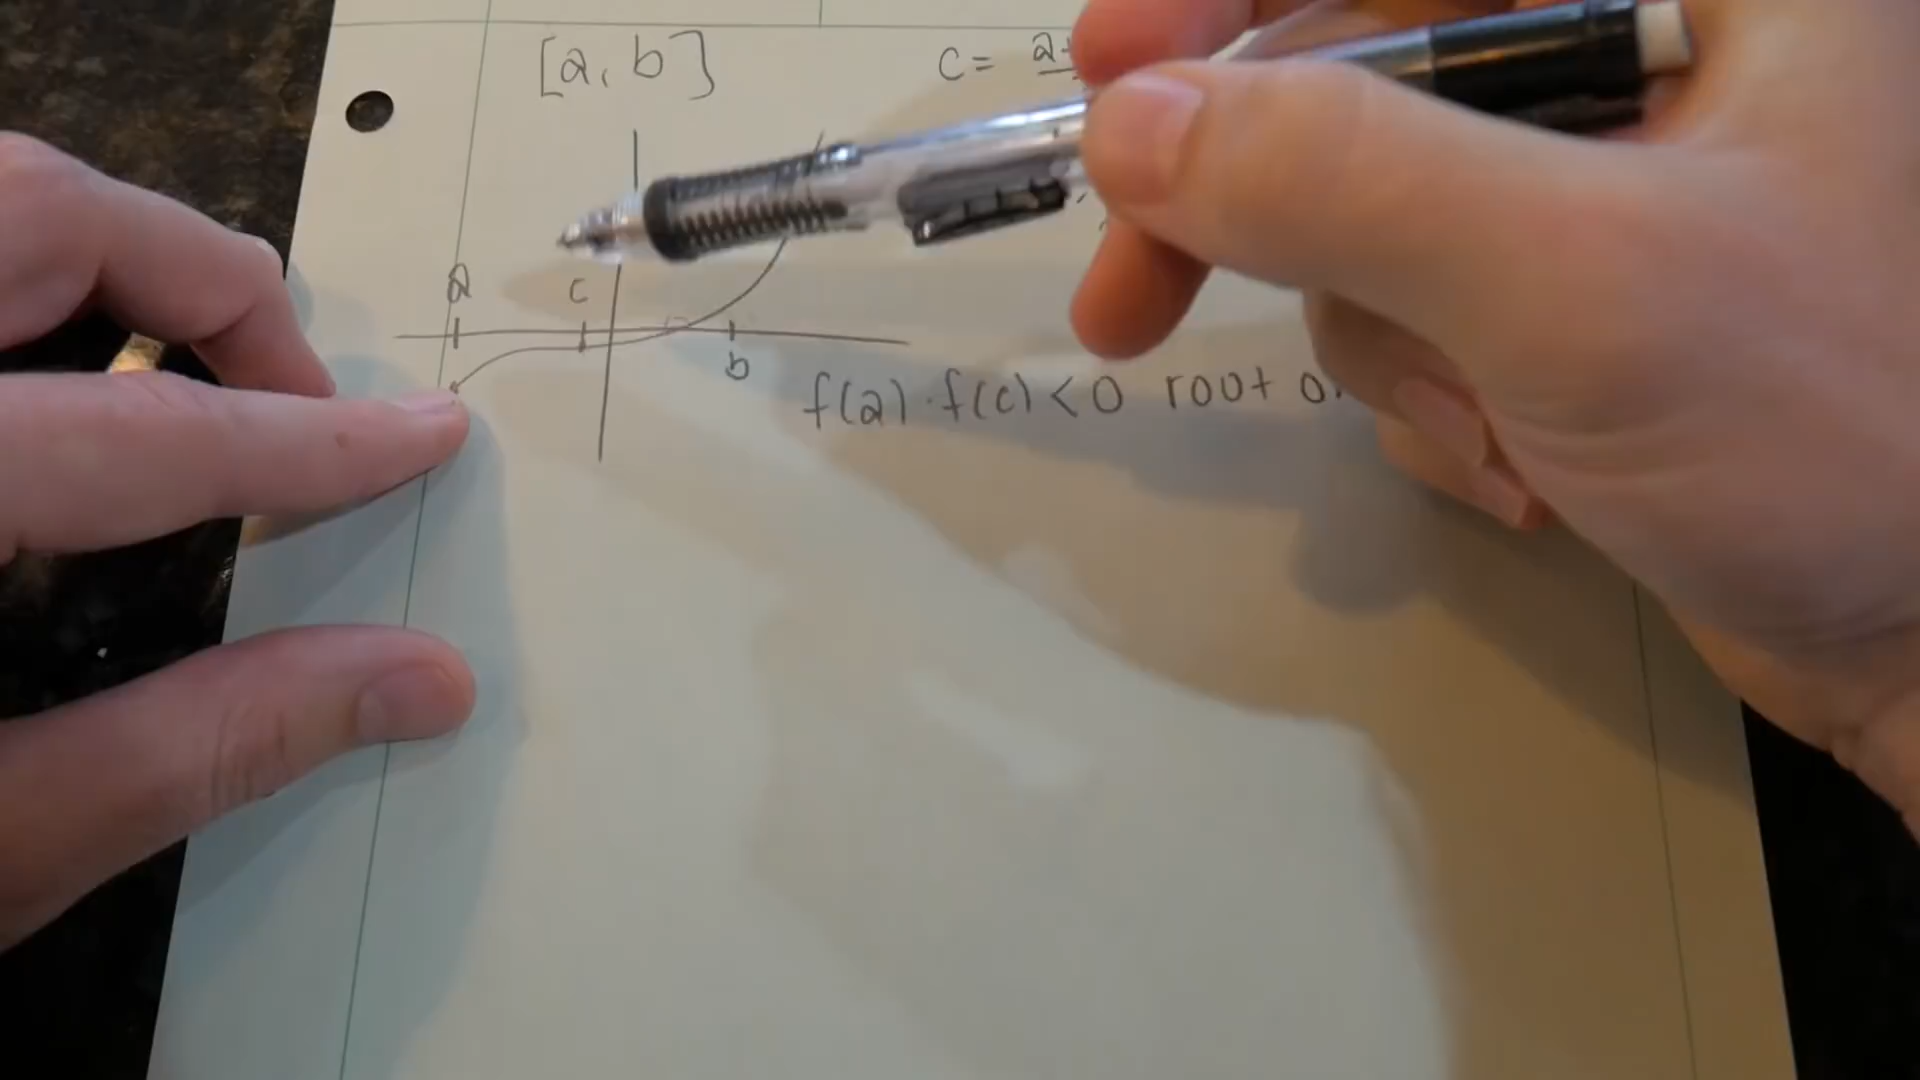 [a, b]
c = a+
a
c
b
f(a) · f(c) < 0 root